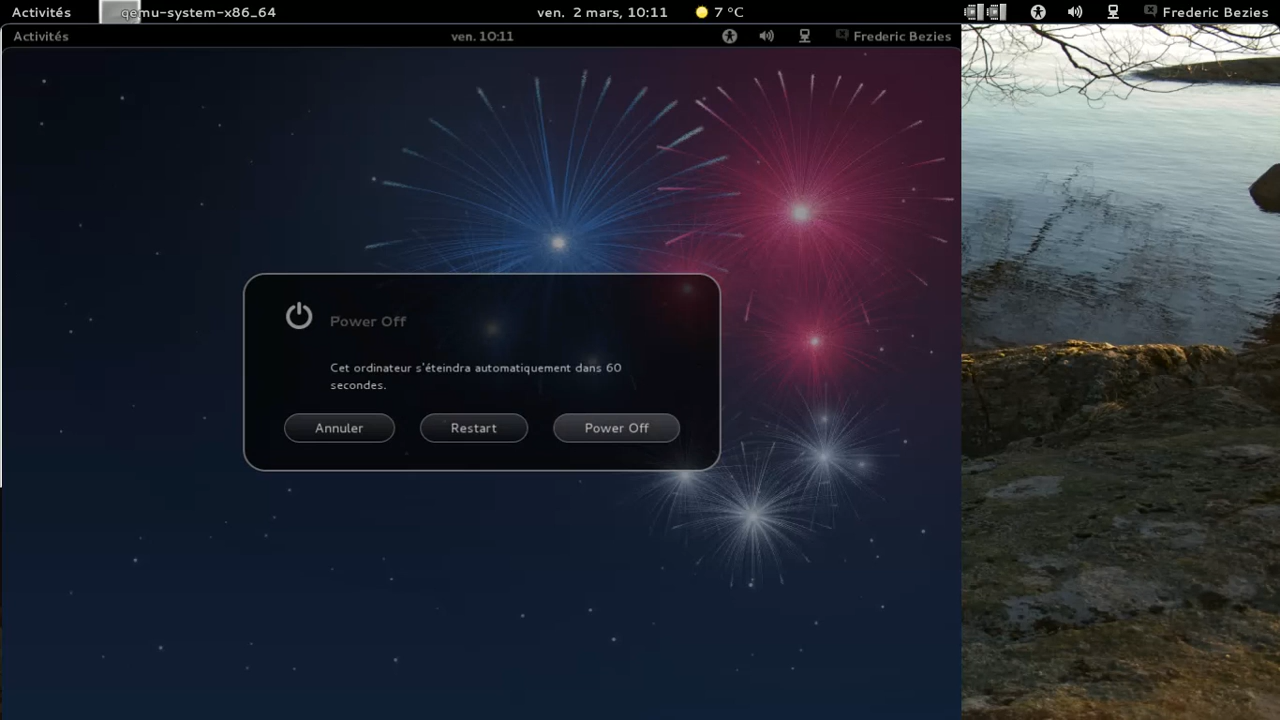 Activités qemu-system-x86_64 ven. 2 mars, 10:11 7 °C Frederic Bezies
Activités ven. 10:11 Frederic Bezies
Power Off
Cet ordinateur s'éteindra automatiquement dans 60
secondes.
Annuler Restart Power Off